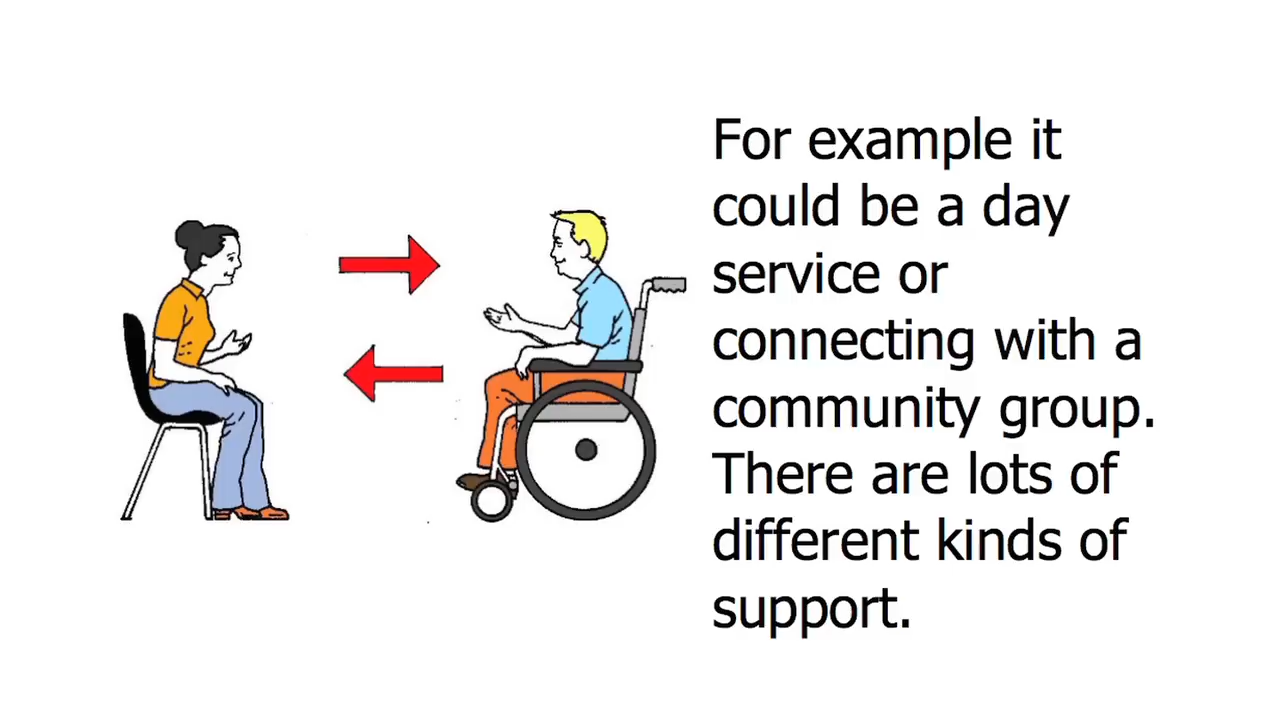 For example it
could be a day
service or
connecting with a
community group.
There are lots of
different kinds of
support.